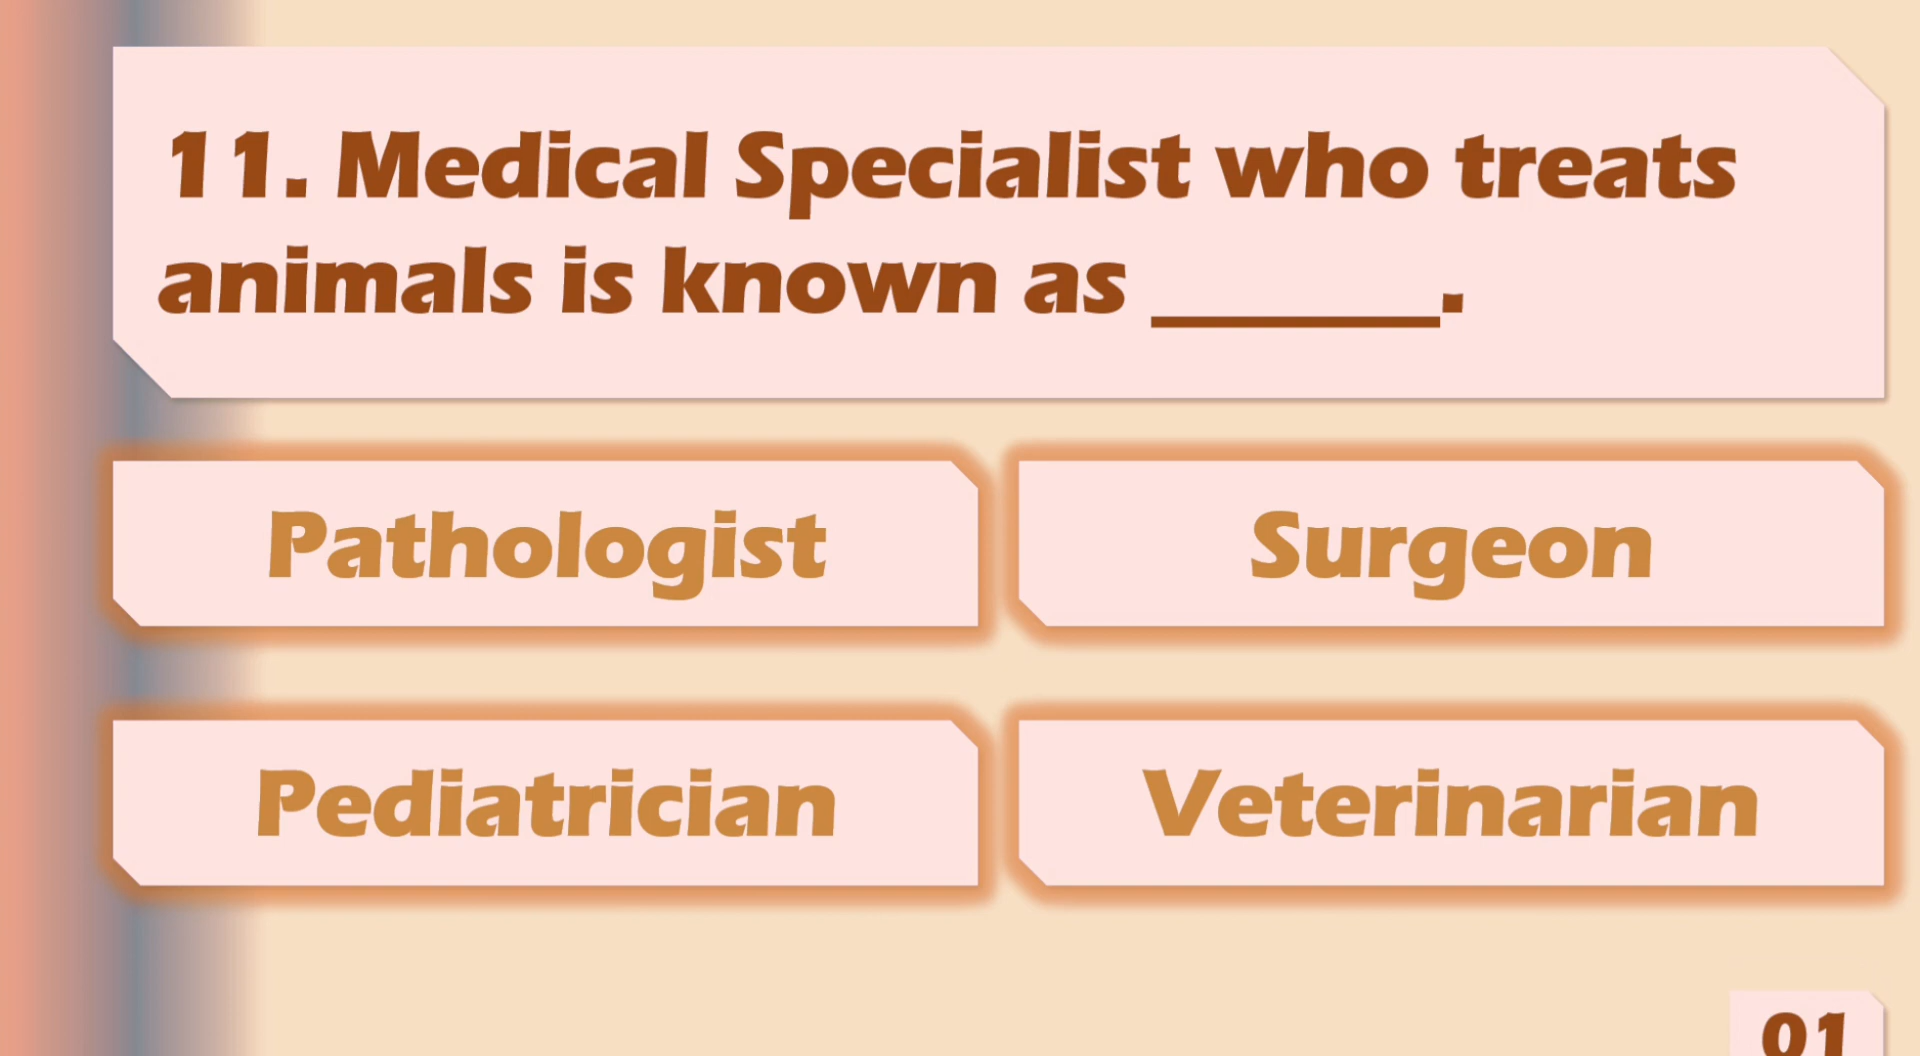 11. Medical Specialist who treats
animals is known as ______.
Pathologist
Surgeon
Pediatrician
Veterinarian
01